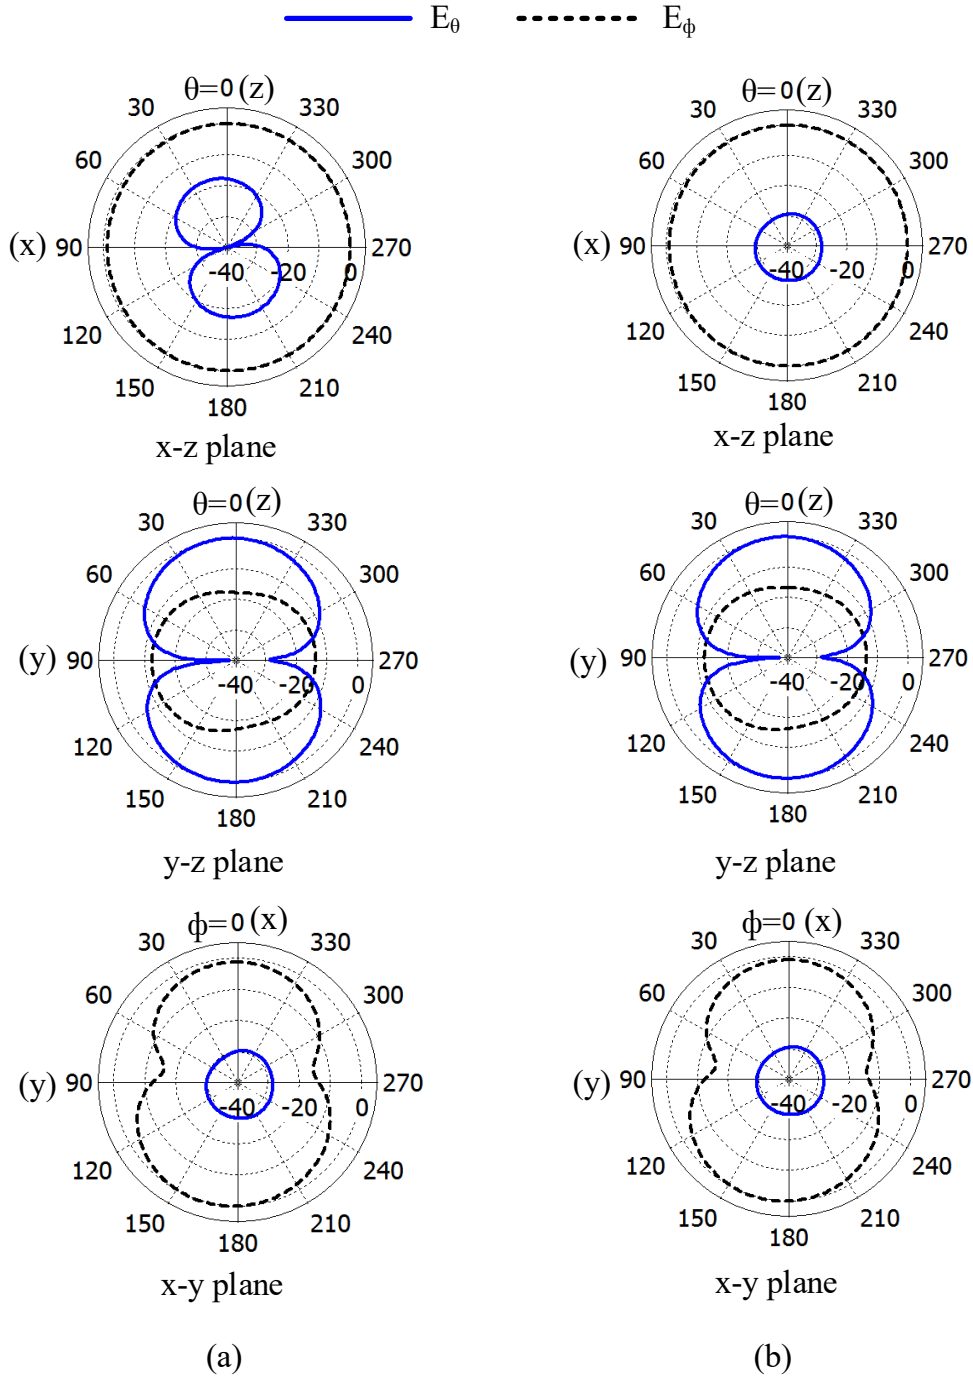 E_θ E_ϕ
θ=0 (z) θ=0 (z)
30 330 30 330
60 300 60 300
(x) 90 270 (x) 90 270
-40 -20 0 -40 -20 0
120 240 120 240
150 210 150 210
180 180
x-z plane x-z plane
θ=0 (z) θ=0 (z)
30 330 30 330
60 300 60 300
(y) 90 270 (y) 90 270
-40 -20 0 -40 -20 0
120 240 120 240
150 210 150 210
180 180
y-z plane y-z plane
ϕ=0 (x) ϕ=0 (x)
30 330 30 330
60 300 60 300
(y) 90 270 (y) 90 270
-40 -20 0 -40 -20 0
120 240 120 240
150 210 150 210
180 180
x-y plane x-y plane
(a) (b)